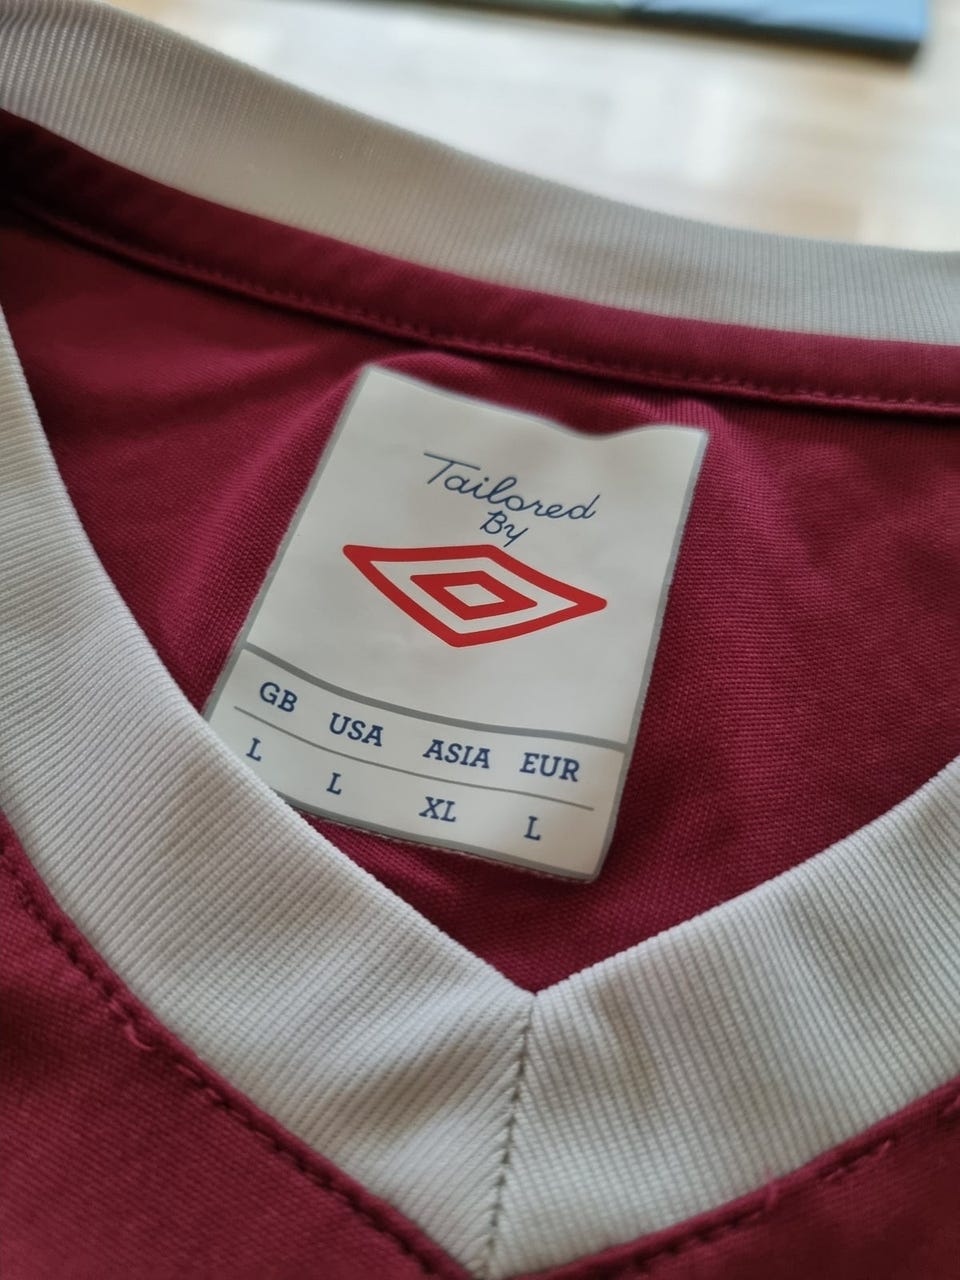 Tailored
By
GB USA ASIA EUR
L L XL L